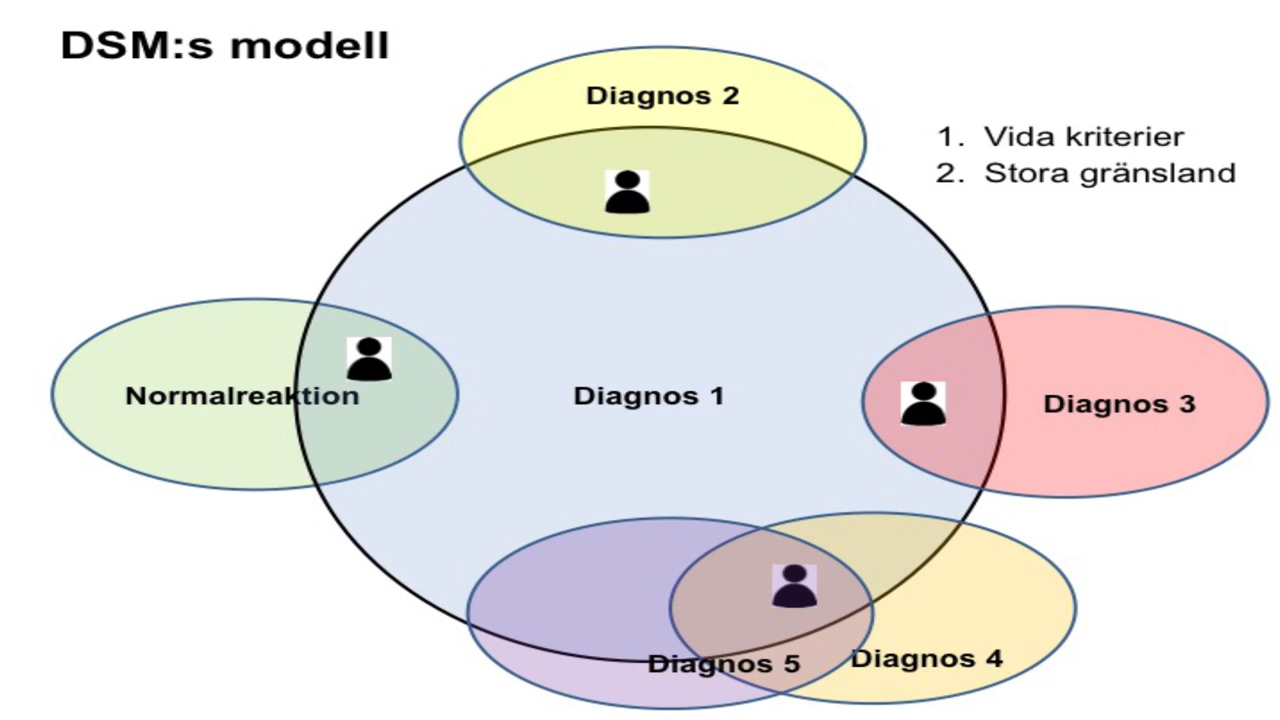 DSM:s modell
Diagnos 2
1. Vida kriterier
2. Stora gränsland
Normalreaktion
Diagnos 1
Diagnos 3
Diagnos 5
Diagnos 4